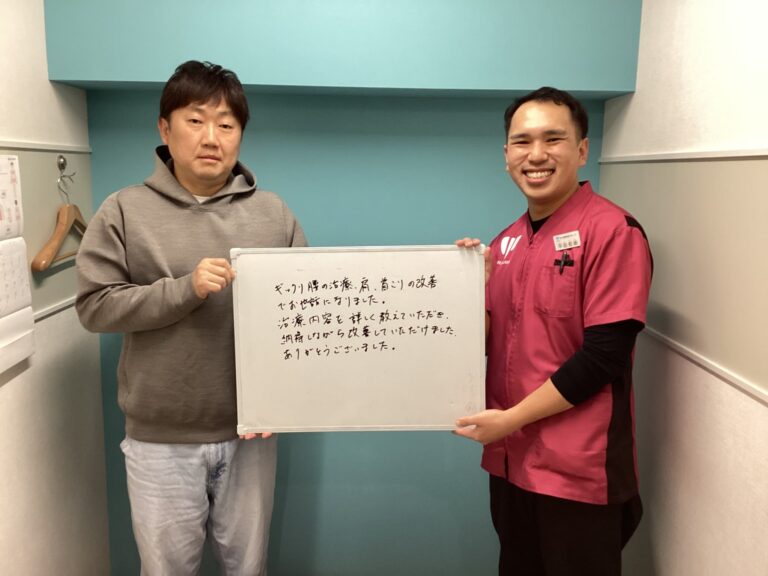 ギックリ腰の治療、肩、首こりの改善
でお世話になりました。
治療内容を詳しく教えていただき、
納得しながら改善していただけました。
ありがとうございました。